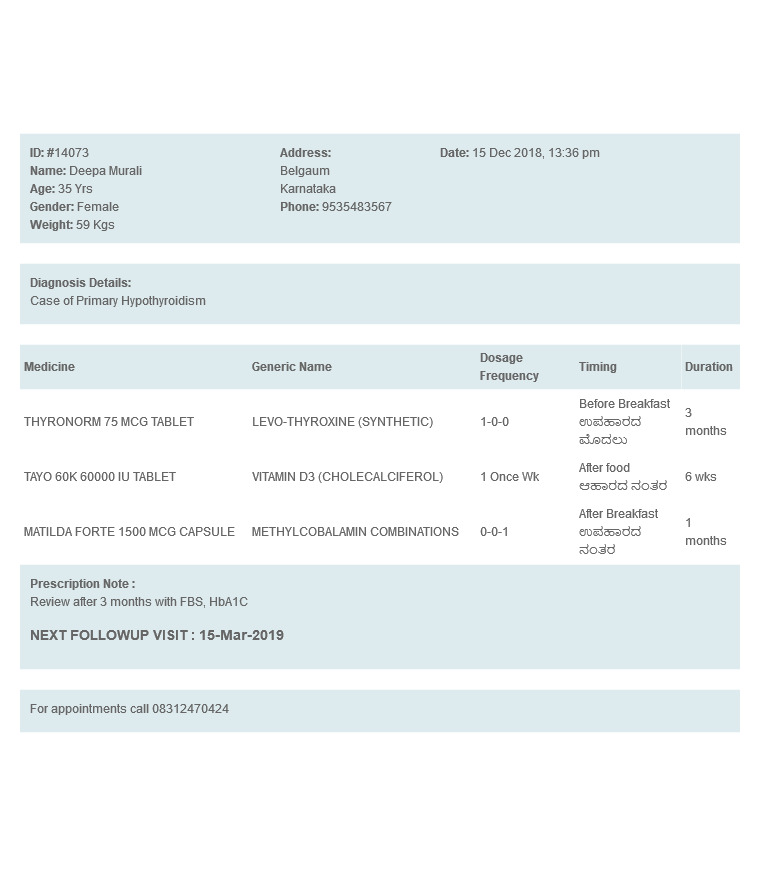 ID: #14073
Name: Deepa Murali
Age: 35 Yrs
Gender: Female
Weight: 59 Kgs
Address:
Belgaum
Karnataka
Phone: 9535483567
Date: 15 Dec 2018, 13:36 pm
Diagnosis Details:
Case of Primary Hypothyroidism
Medicine Generic Name Dosage Frequency Timing Duration
THYRONORM 75 MCG TABLET LEVO-THYROXINE (SYNTHETIC) 1-0-0 Before Breakfast ಉಪಹಾರದ ಮೊದಲು 3 months
TAYO 60K 60000 IU TABLET VITAMIN D3 (CHOLECALCIFEROL) 1 Once Wk After food ಆಹಾರದ ನಂತರ 6 wks
MATILDA FORTE 1500 MCG CAPSULE METHYLCOBALAMIN COMBINATIONS 0-0-1 After Breakfast ಉಪಹಾರದ ನಂತರ 1 months
Prescription Note :
Review after 3 months with FBS, HbA1C
NEXT FOLLOWUP VISIT : 15-Mar-2019
For appointments call 08312470424